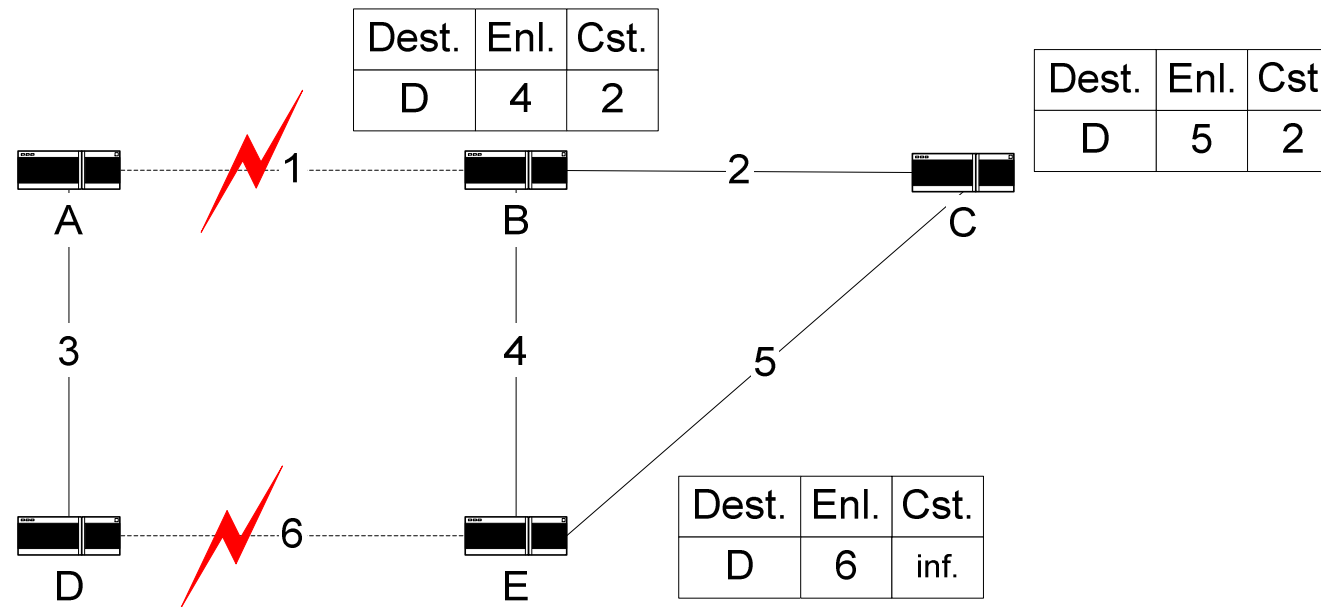 Dest. Enl. Cst.
D 4 2
Dest. Enl. Cst
D 5 2
1
2
A
B
C
3
4
5
6
Dest. Enl. Cst.
D 6 inf.
D
E